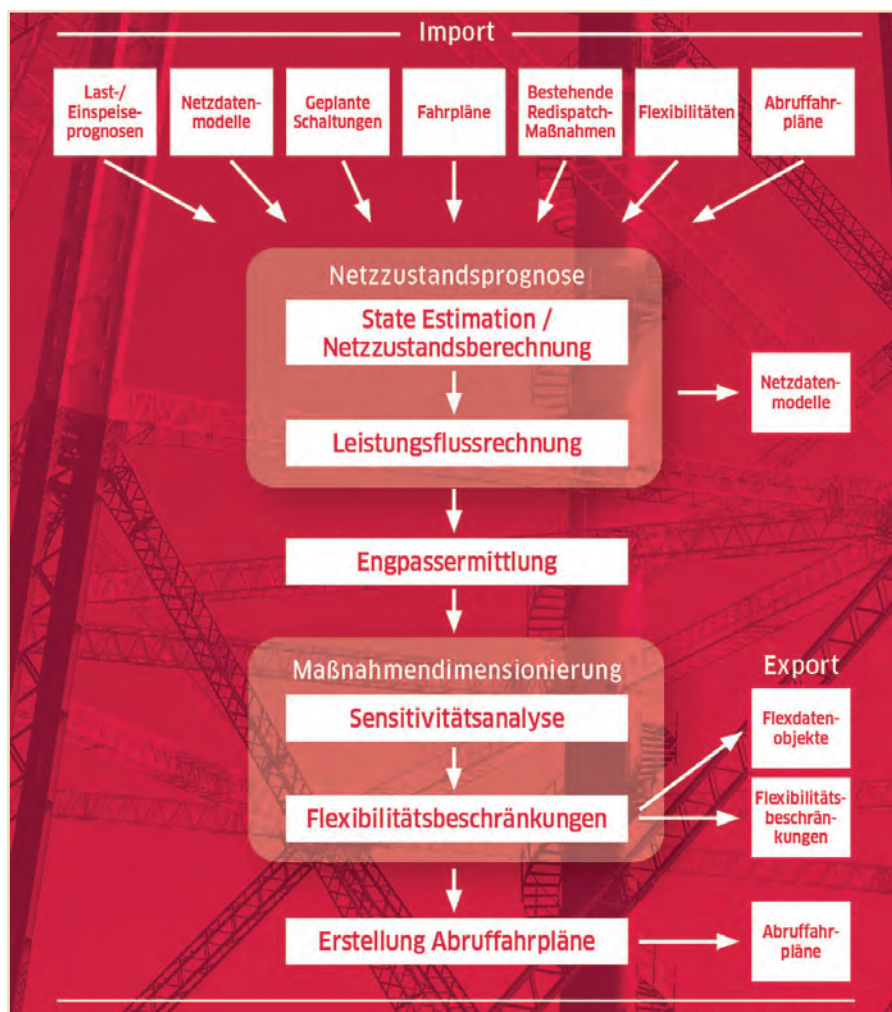 Import
Last-/
Einspeise-
prognosen
Netzdaten-
modelle
Geplante
Schaltungen
Fahrpläne
Bestehende
Redispatch-
Maßnahmen
Flexibilitäten
Abruffahr-
pläne
Netzzustandsprognose
State Estimation /
Netzzustandsberechnung
Leistungsflussrechnung
Netzdaten-
modelle
Engpassermittlung
Maßnahmendimensionierung
Sensitivitätsanalyse
Flexibilitätsbeschränkungen
Export
Flexdaten-
objekte
Flexibilitäts-
beschrän-
kungen
Erstellung Abruffahrpläne
Abruffahr-
pläne